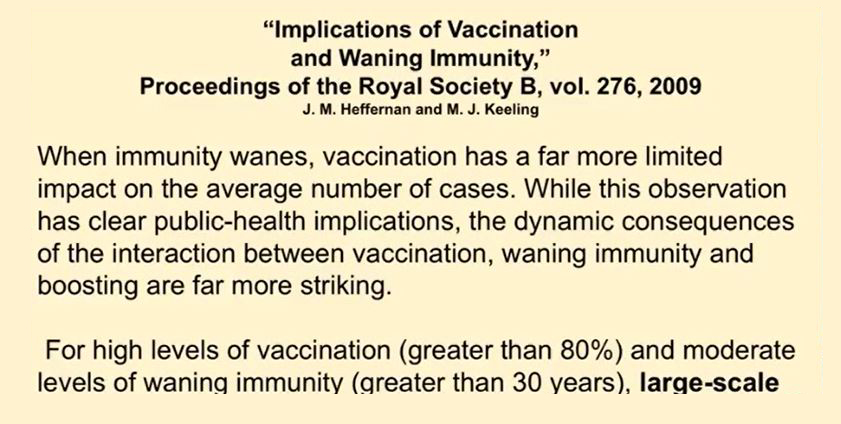 “Implications of Vaccination
and Waning Immunity,”
Proceedings of the Royal Society B, vol. 276, 2009
J. M. Heffernan and M. J. Keeling
When immunity wanes, vaccination has a far more limited
impact on the average number of cases. While this observation
has clear public-health implications, the dynamic consequences
of the interaction between vaccination, waning immunity and
boosting are far more striking.
For high levels of vaccination (greater than 80%) and moderate
levels of waning immunity (greater than 30 years), large-scale